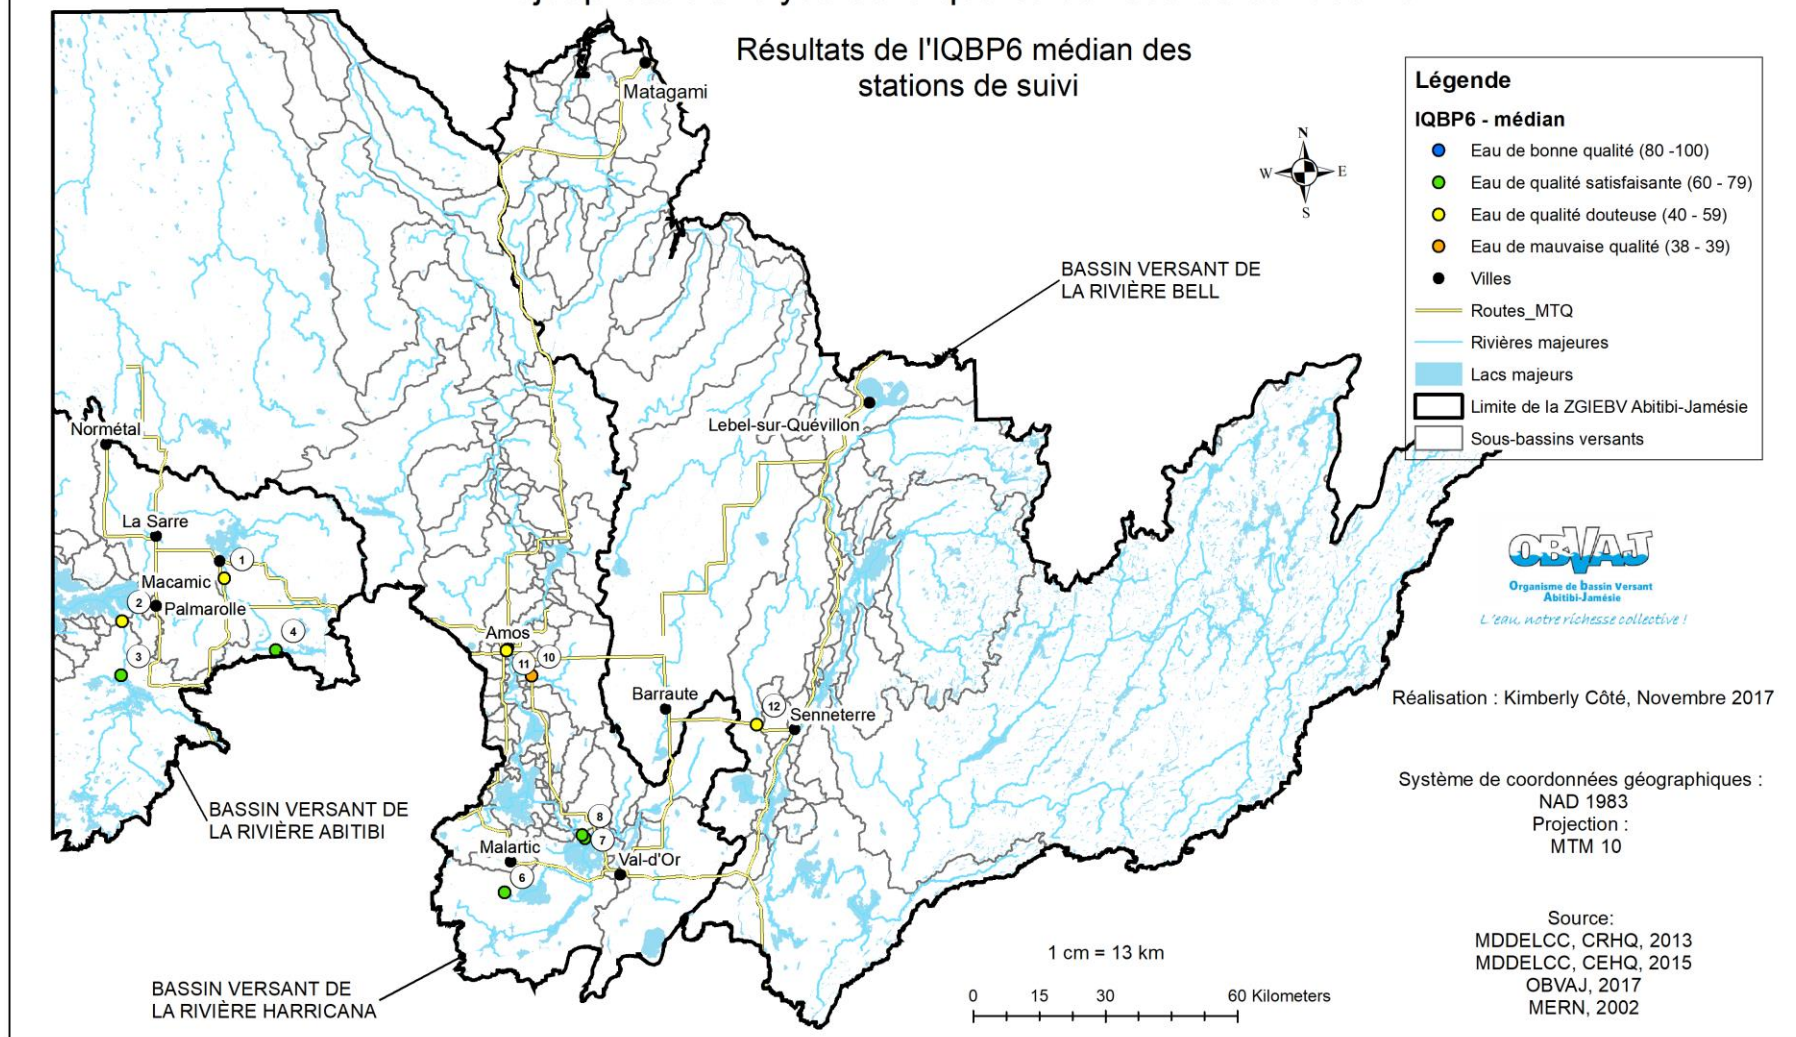 Résultats de l'IQBP6 médian des
stations de suivi
Matagami
N
W
E
S
Légende
IQBP6 - médian
Eau de bonne qualité (80 -100)
Eau de qualité satisfaisante (60 - 79)
Eau de qualité douteuse (40 - 59)
Eau de mauvaise qualité (38 - 39)
Villes
Routes_MTQ
Rivières majeures
Lacs majeurs
Limite de la ZGIEBV Abitibi-Jamésie
Sous-bassins versants
BASSIN VERSANT DE
LA RIVIÈRE BELL
Lebel-sur-Quévillon
Normétal
La Sarre
1
Macamic
2
Palmarolle
4
3
Amos
11
10
Barraute
12
Senneterre
8
7
Malartic
Val-d'Or
6
BASSIN VERSANT DE
LA RIVIÈRE ABITIBI
BASSIN VERSANT DE
LA RIVIÈRE HARRICANA
OBVAJ
Organisme de Bassin Versant
Abitibi-Jamésie
L'eau, notre richesse collective !
Réalisation : Kimberly Côté, Novembre 2017
Système de coordonnées géographiques :
NAD 1983
Projection :
MTM 10
Source:
MDDELCC, CRHQ, 2013
MDDELCC, CEHQ, 2015
OBVAJ, 2017
MERN, 2002
1 cm = 13 km
0 15 30 60 Kilometers